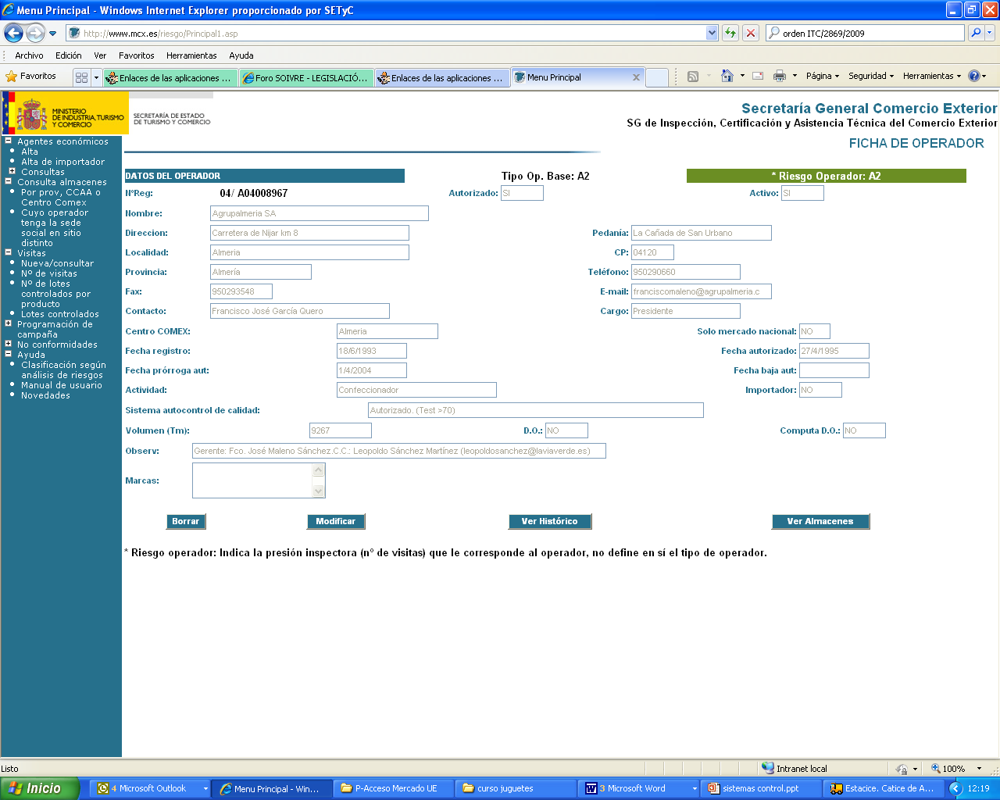 Menu Principal - Windows Internet Explorer proporcionado por SETyC
http://www.mcx.es/riesgo/Principal1.asp
orden ITC/2869/2009
Archivo Edición Ver Favoritos Herramientas Ayuda
Favoritos Enlaces de las aplicaciones ... Foro SOIVRE - LEGISLACIÓ... Enlaces de las aplicaciones ... Menu Principal Página Seguridad Herramientas
MINISTERIO
DE INDUSTRIA, TURISMO
Y COMERCIO
SECRETARÍA DE ESTADO
DE TURISMO Y COMERCIO
Secretaría General Comercio Exterior
SG de Inspección, Certificación y Asistencia Técnica del Comercio Exterior
FICHA DE OPERADOR
Agentes económicos
Alta
Alta de importador
Consultas
Consulta almacenes
Por prov, CCAA o
Centro Comex
Cuyo operador
tenga la sede
social en sitio
distinto
Visitas
Nueva/consultar
Nº de visitas
Nº de lotes
controlados por
producto
Lotes controlados
Programación de
campaña
No conformidades
Ayuda
Clasificación según
análisis de riesgos
Manual de usuario
Novedades
DATOS DEL OPERADOR Tipo Op. Base: A2 * Riesgo Operador: A2
NºReg: 04/ A04008967 Autorizado: SI Activo: SI
Nombre: Agrupalmeria SA
Direccion: Carretera de Nijar km 8 Pedanía: La Cañada de San Urbano
Localidad: Almeria CP: 04120
Provincia: Almería Teléfono: 950290660
Fax: 950293548 E-mail: franciscomaleno@agrupalmeria.c
Contacto: Francisco José García Quero Cargo: Presidente
Centro COMEX: Almeria Solo mercado nacional: NO
Fecha registro: 18/6/1993 Fecha autorizado: 27/4/1995
Fecha prórroga aut: 1/4/2004 Fecha baja aut:
Actividad: Confeccionador Importador: NO
Sistema autocontrol de calidad: Autorizado. (Test >70)
Volumen (Tm): 9267 D.O.: NO Computa D.O.: NO
Observ: Gerente: Fco. José Maleno Sánchez.C.C.: Leopoldo Sánchez Martínez (leopoldosanchez@laviaverde.es)
Marcas:
Borrar Modificar Ver Histórico Ver Almacenes
* Riesgo operador: Indica la presión inspectora (nº de visitas) que le corresponde al operador, no define en sí el tipo de operador.
Listo Intranet local 100%
Inicio 4 Microsoft Outlook Menu Principal - Win... P-Acceso Mercado UE curso juguetes 3 Microsoft Word sistemas control.ppt Estacice. Catice de A... 12:19